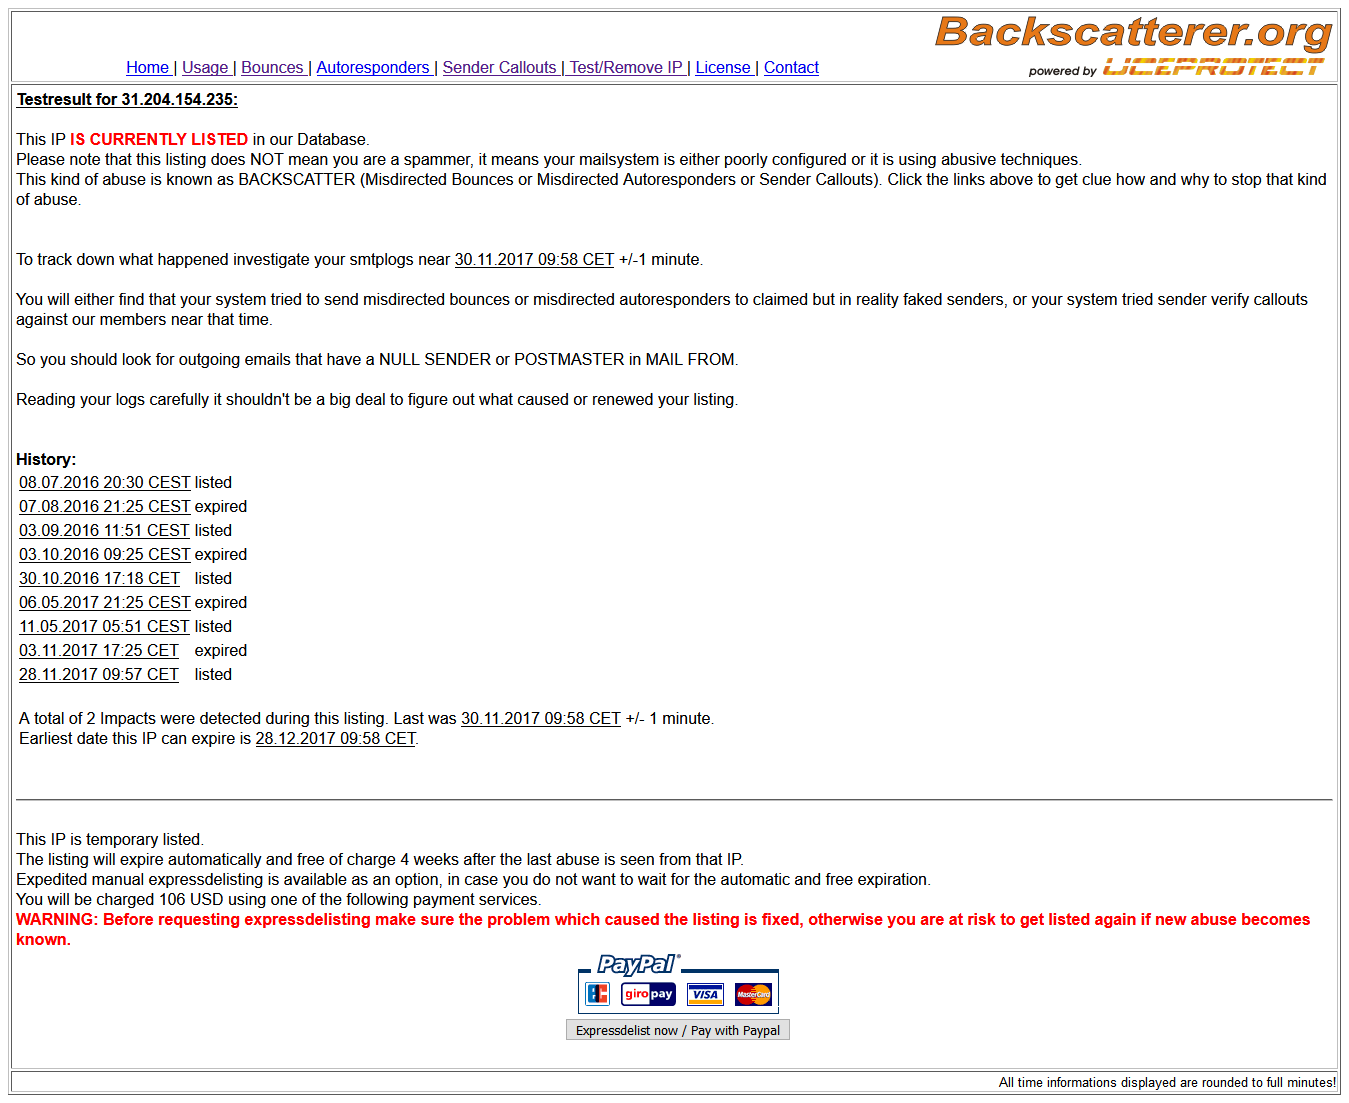 Backscatterer.org
Home | Usage | Bounces | Autoresponders | Sender Callouts | Test/Remove IP | License | Contact
powered by UCEPROTECT
Testresult for 31.204.154.235:
This IP IS CURRENTLY LISTED in our Database.
Please note that this listing does NOT mean you are a spammer, it means your mailsystem is either poorly configured or it is using abusive techniques.
This kind of abuse is known as BACKSCATTER (Misdirected Bounces or Misdirected Autoresponders or Sender Callouts). Click the links above to get clue how and why to stop that kind
of abuse.
To track down what happened investigate your smtplogs near 30.11.2017 09:58 CET +/-1 minute.
You will either find that your system tried to send misdirected bounces or misdirected autoresponders to claimed but in reality faked senders, or your system tried sender verify callouts
against our members near that time.
So you should look for outgoing emails that have a NULL SENDER or POSTMASTER in MAIL FROM.
Reading your logs carefully it shouldn't be a big deal to figure out what caused or renewed your listing.
History:
08.07.2016 20:30 CEST listed
07.08.2016 21:25 CEST expired
03.09.2016 11:51 CEST listed
03.10.2016 09:25 CEST expired
30.10.2016 17:18 CET listed
06.05.2017 21:25 CEST expired
11.05.2017 05:51 CEST listed
03.11.2017 17:25 CET expired
28.11.2017 09:57 CET listed
A total of 2 Impacts were detected during this listing. Last was 30.11.2017 09:58 CET +/- 1 minute.
Earliest date this IP can expire is 28.12.2017 09:58 CET.
This IP is temporary listed.
The listing will expire automatically and free of charge 4 weeks after the last abuse is seen from that IP.
Expedited manual expressdelisting is available as an option, in case you do not want to wait for the automatic and free expiration.
You will be charged 106 USD using one of the following payment services.
WARNING: Before requesting expressdelisting make sure the problem which caused the listing is fixed, otherwise you are at risk to get listed again if new abuse becomes
known.
PayPal
giropay VISA MasterCard
Expressdelist now / Pay with Paypal
All time informations displayed are rounded to full minutes!